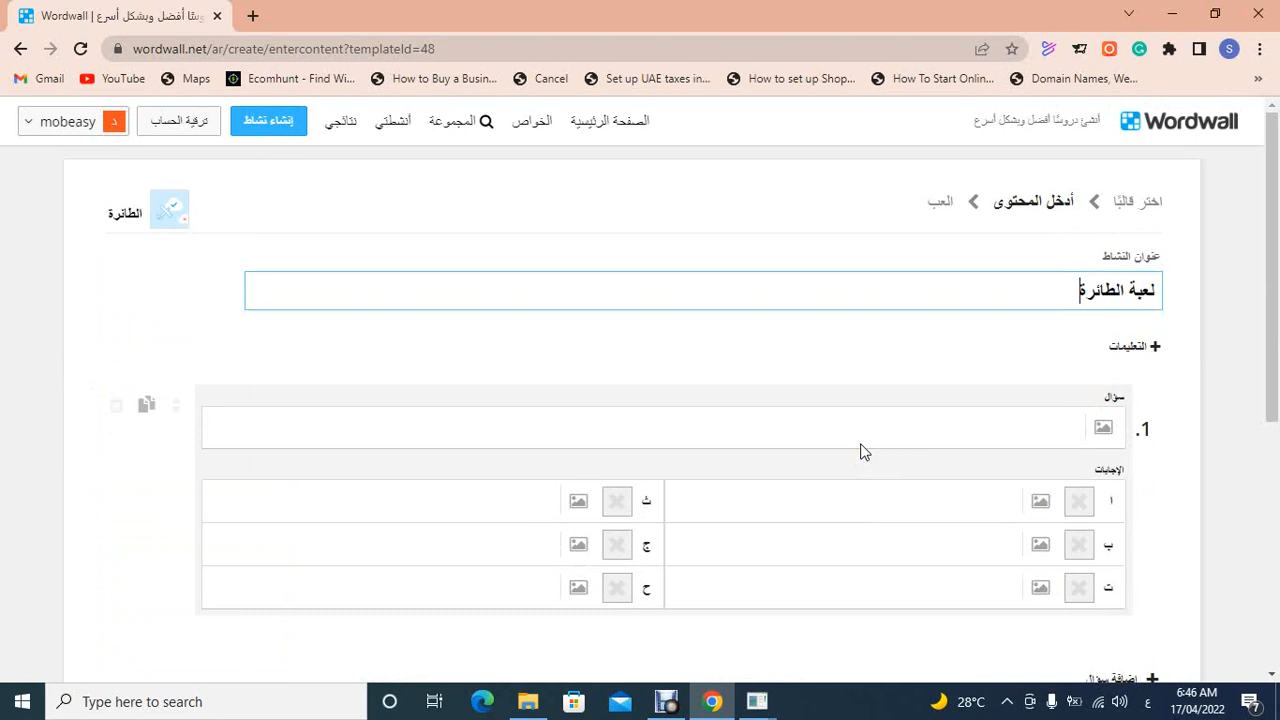 Wordwall | وسًا أفضل وبشكل أسرع
wordwall.net/ar/create/entercontent?templateId=48
S
Gmail
YouTube
Maps
Ecomhunt - Find Wi...
How to Buy a Busin...
Cancel
Set up UAE taxes in...
How to set up Shop...
How To Start Onlin...
Domain Names, We...
»
Wordwall
أنشئ دروسًا أفضل وبشكل أسرع
الصفحة الرئيسية
الخواص
المجموعة
أنشطتي
نتائجي
إنشاء نشاط
ترقية الحساب
د mobeasy
اختر قالبًا
أدخل المحتوى
العب
الطائرة
عنوان النشاط
لعبة الطائرة
+ التعليمات
سؤال
1.
الإجابات
ا
ث
ب
ج
ت
ح
+ إضافة سؤال
Type here to search
28°C
ع
6:46 AM
17/04/2022
7